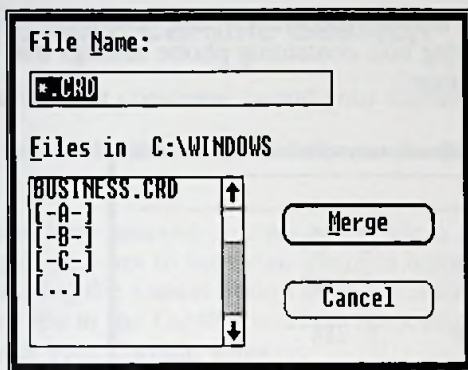 File Name:
*.CRD
Files in C:\WINDOWS
BUSINESS.CRD
[-A-]
[-B-]
[-C-]
[..]
Merge
Cancel